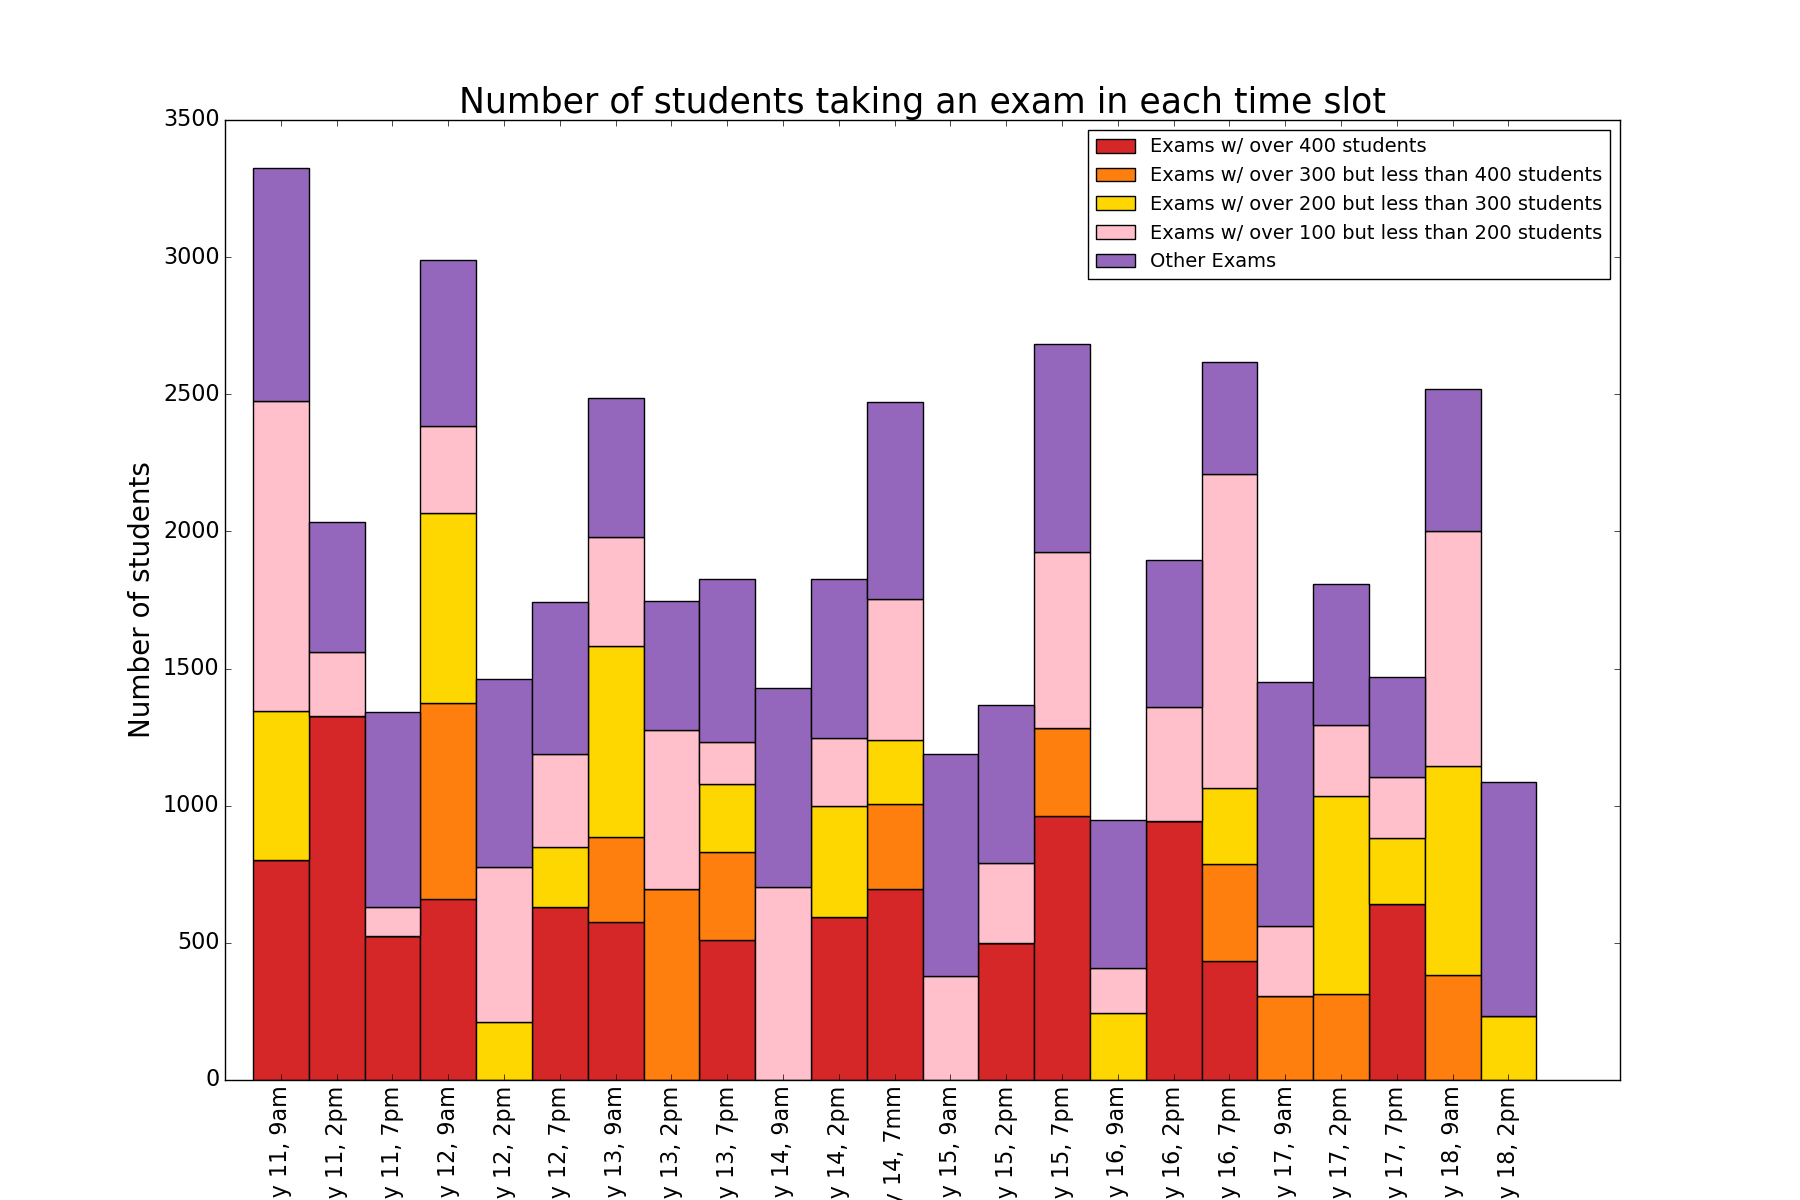 Number of students taking an exam in each time slot
Exams w/ over 400 students
Exams w/ over 300 but less than 400 students
Exams w/ over 200 but less than 300 students
Exams w/ over 100 but less than 200 students
Other Exams
Number of students
3500
3000
2500
2000
1500
1000
500
0
y 11, 9am
y 11, 2pm
y 11, 7pm
y 12, 9am
y 12, 2pm
y 12, 7pm
y 13, 9am
y 13, 2pm
y 13, 7pm
y 14, 9am
y 14, 2pm
y 14, 7mm
y 15, 9am
y 15, 2pm
y 15, 7pm
y 16, 9am
y 16, 2pm
y 16, 7pm
y 17, 9am
y 17, 2pm
y 17, 7pm
y 18, 9am
y 18, 2pm